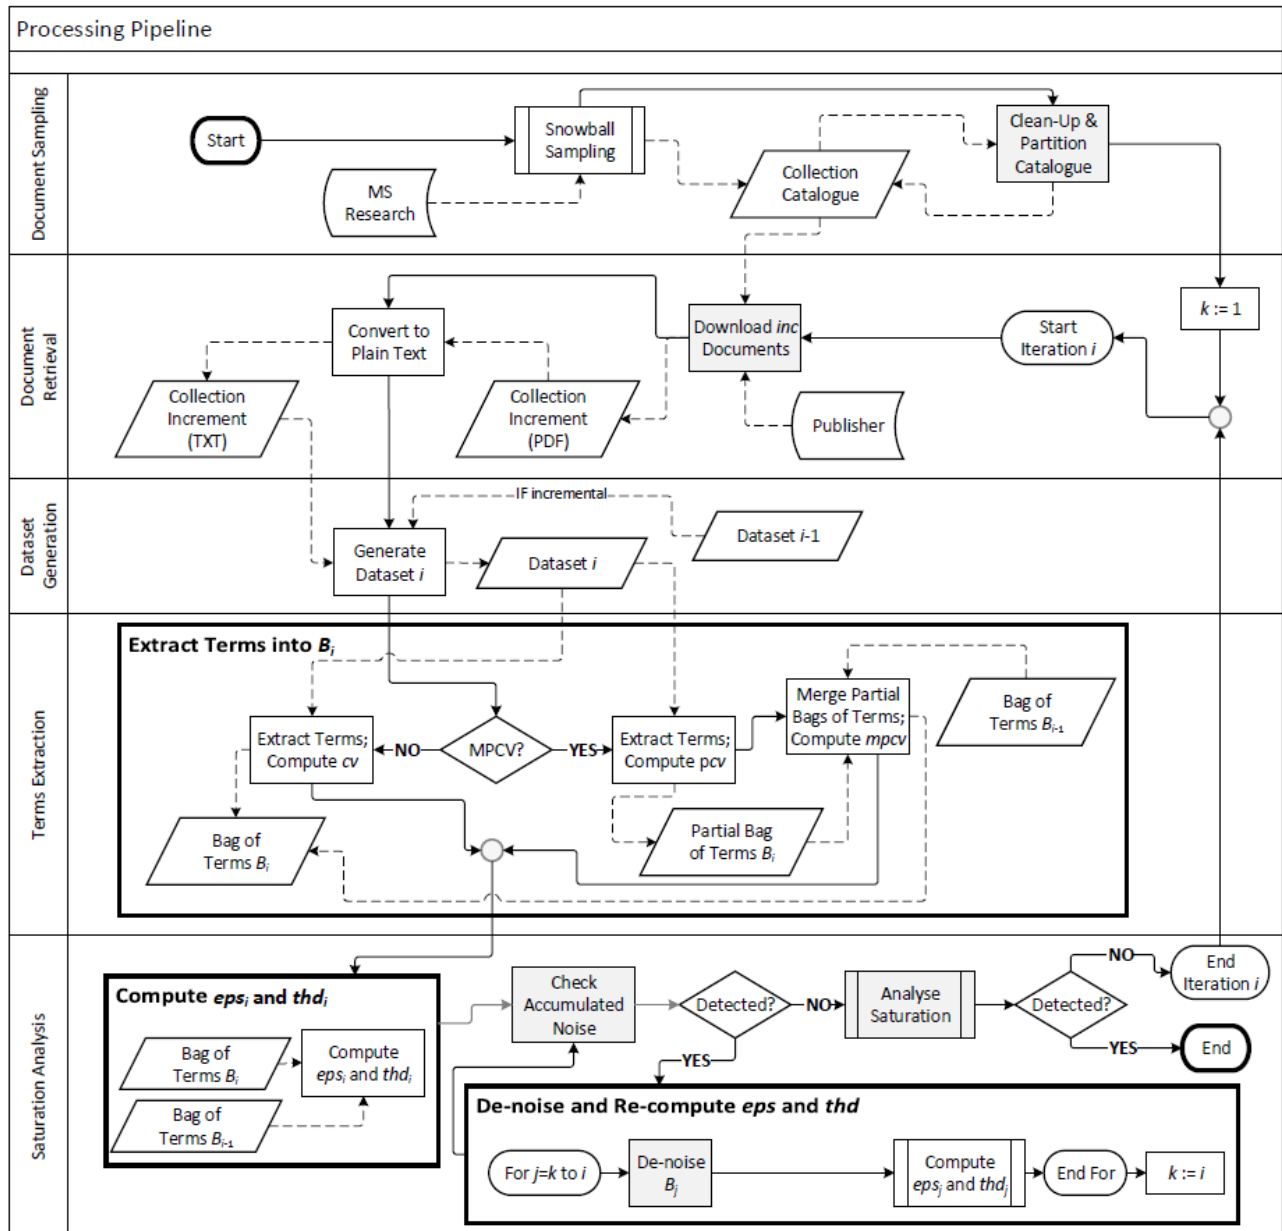 Processing Pipeline
Document Sampling
Start
Snowball
Sampling
Clean-Up &
Partition
Catalogue
MS
Research
Collection
Catalogue
Document
Retrieval
Convert to
Plain Text
Download inc
Documents
Start
Iteration i
k := 1
Collection
Increment
(TXT)
Collection
Increment
(PDF)
Publisher
Dataset
Generation
IF incremental
Generate
Dataset i
Dataset i
Dataset i-1
Terms Extraction
Extract Terms into Bi
Extract Terms;
Compute cv
NO
MPCV?
YES
Extract Terms;
Compute pcv
Merge Partial
Bags of Terms;
Compute mpcv
Bag of
Terms Bi-1
Bag of
Terms Bi
Partial Bag
of Terms Bi
Saturation Analysis
Compute epsi and thdi
Bag of
Terms Bi
Bag of
Terms Bi-1
Compute
epsi and thdi
Check
Accumulated
Noise
Detected?
NO
YES
Analyse
Saturation
Detected?
NO
YES
End
Iteration i
End
De-noise and Re-compute eps and thd
For j=k to i
De-noise
Bj
Compute
epsj and thdj
End For
k := i